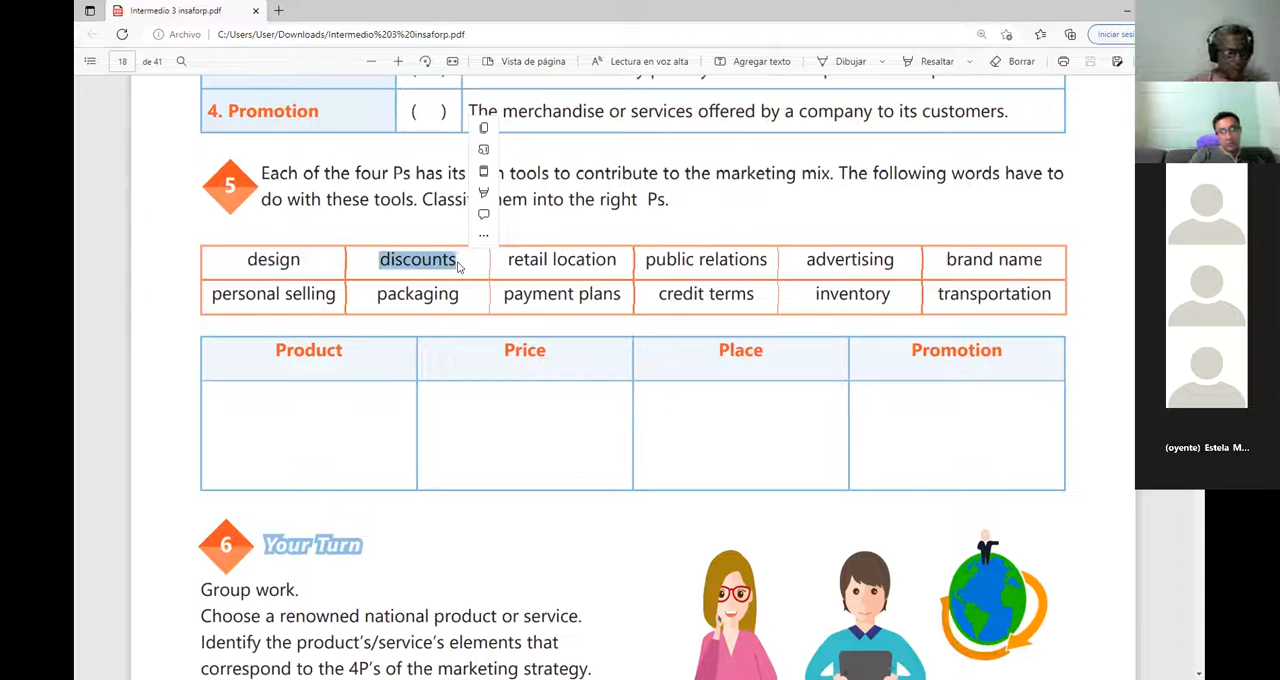 Intermedio 3 insaforp.pdf
Archivo C:/Users/User/Downloads/Intermedio%203%20insaforp.pdf Iniciar sesi
18 de 41 Vista de página Lectura en voz alta Agregar texto Dibujar Resaltar Borrar
4. Promotion ( ) The merchandise or services offered by a company to its customers.
5 Each of the four Ps has its n tools to contribute to the marketing mix. The following words have to
do with these tools. Classi em into the right Ps.
design discounts retail location public relations advertising brand name
personal selling packaging payment plans credit terms inventory transportation
Product Price Place Promotion
6 Your Turn
Group work.
Choose a renowned national product or service.
Identify the product's/service's elements that
correspond to the 4P's of the marketing strategy.
(oyente) Estela M...